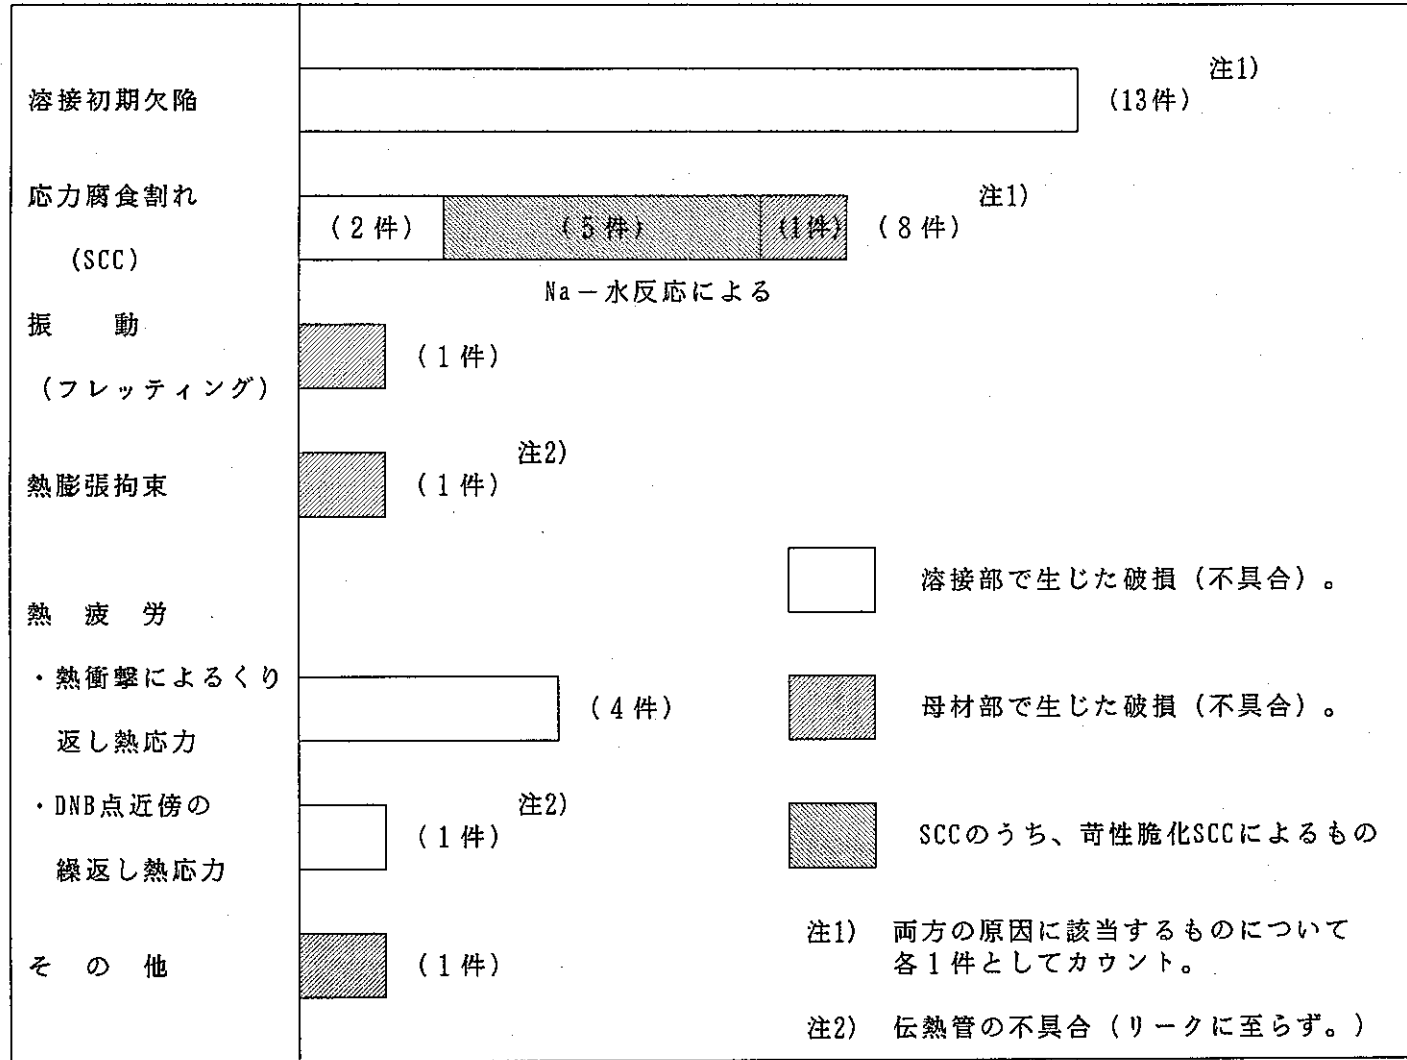 溶接初期欠陥
(13件)
注1)
応力腐食割れ
(SCC)
(2件)
(5件)
(1件)
(8件)
注1)
Na－水反応による
振 動
(フレッティング)
(1件)
熱膨張拘束
(1件)
注2)
熱 疲 労
・熱衝撃によるくり
返し熱応力
(4件)
・DNB点近傍の
繰返し熱応力
(1件)
注2)
そ の 他
(1件)
溶接部で生じた破損（不具合）。
母材部で生じた破損（不具合）。
SCCのうち、苛性脆化SCCによるもの
注1) 両方の原因に該当するものについて
各1件としてカウント。
注2) 伝熱管の不具合（リークに至らず。）